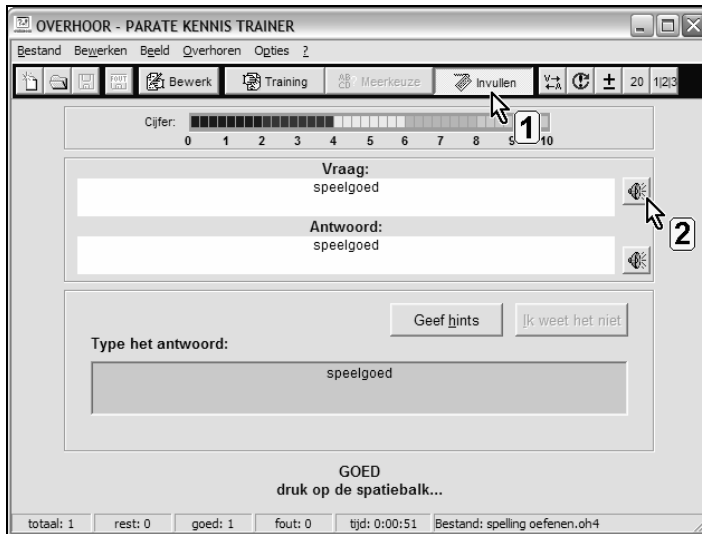 OVERHOOR - PARATE KENNIS TRAINER
Bestand Bewerken Beeld Overhoren Opties ?
FOUT Bewerk Training AB? Meerkeuze Invullen V→ ←A ± 20 1|2|3
1
Cijfer:
0 1 2 3 4 5 6 7 8 9 10
Vraag:
speelgoed
2
Antwoord:
speelgoed
Geef hints Ik weet het niet
Type het antwoord:
speelgoed
GOED
druk op de spatiebalk...
totaal: 1 rest: 0 goed: 1 fout: 0 tijd: 0:00:51 Bestand: spelling oefenen.oh4